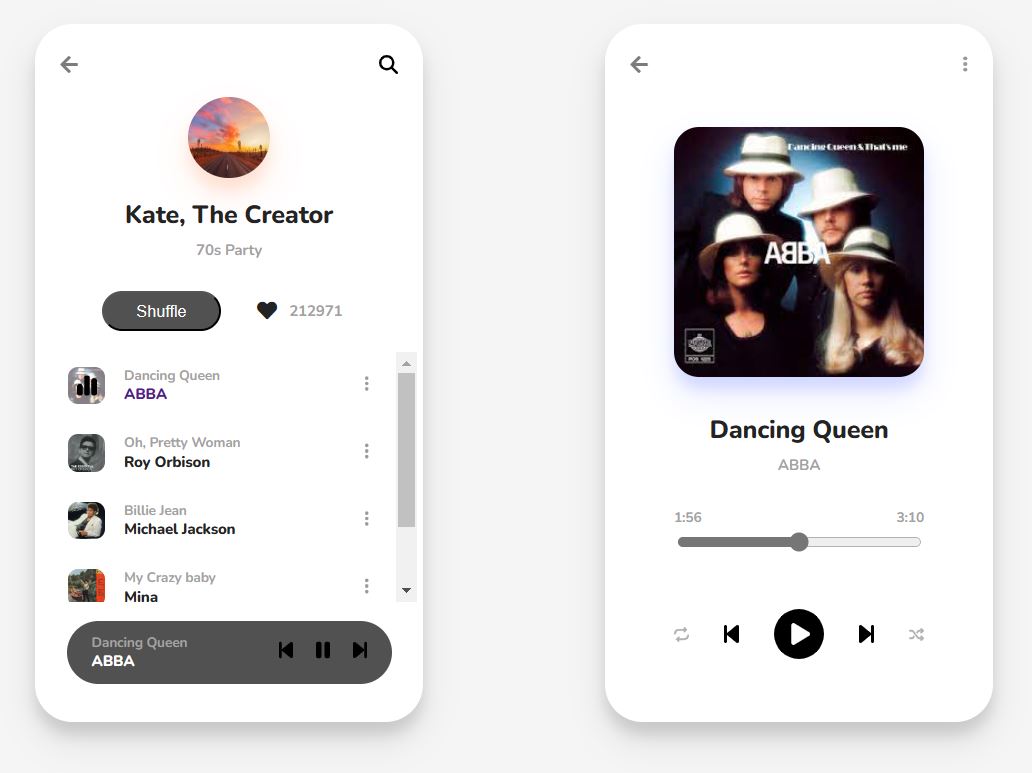 Kate, The Creator
70s Party
Shuffle
212971
Dancing Queen
ABBA
Oh, Pretty Woman
Roy Orbison
Billie Jean
Michael Jackson
My Crazy baby
Mina
Dancing Queen
ABBA
Dancing Queen & That's me
ABBA
Dancing Queen
ABBA
1:56
3:10